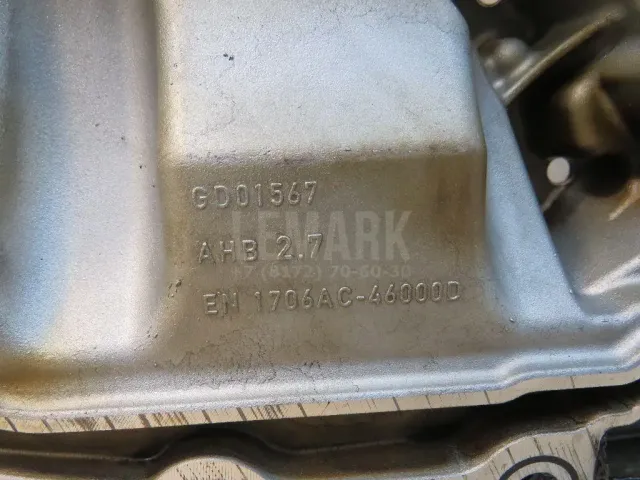 GD01567
LEMARK
AHB 2.7
+7 (8172) 70-60-30
EN 1706AC-46000D